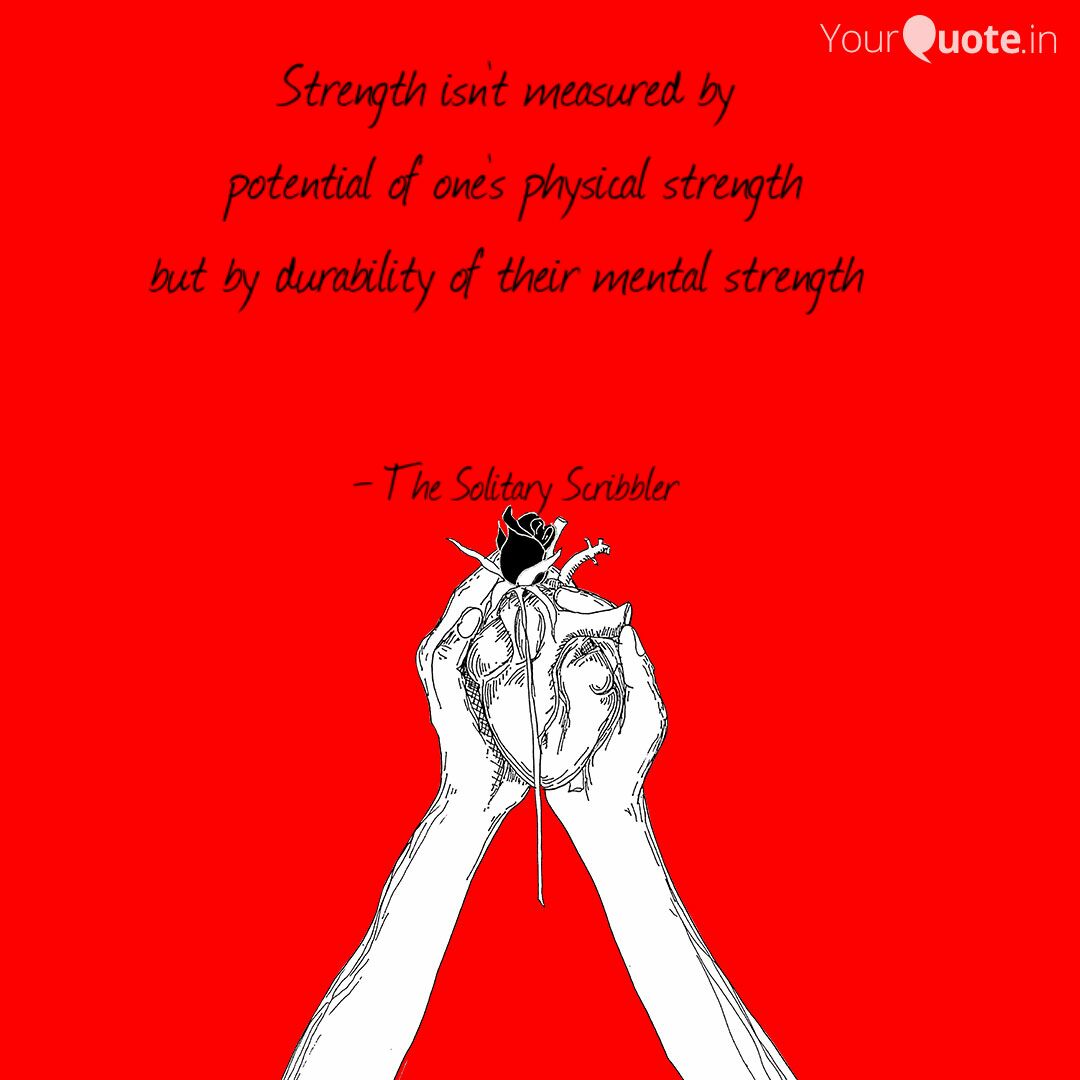 YourQuote.in
Strength isn't measured by
potential of one's physical strength
but by durability of their mental strength
- The Solitary Scribbler